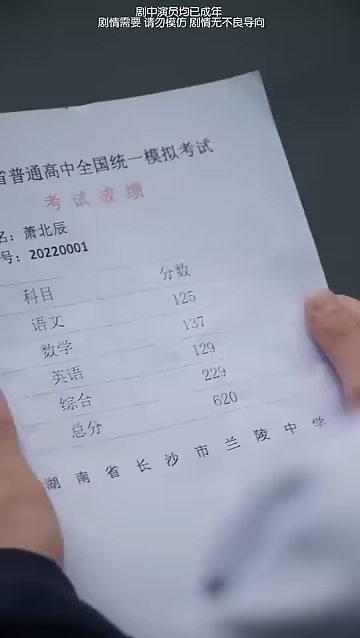 剧中演员均已成年
剧情需要 请勿模仿 剧情无不良导向
省普通高中全国统一模拟考试
考试成绩
名：萧北辰
号：20220001
科目 分数
语文 125
数学 137
英语 129
综合 229
总分 620
湖南省长沙市兰陵中学